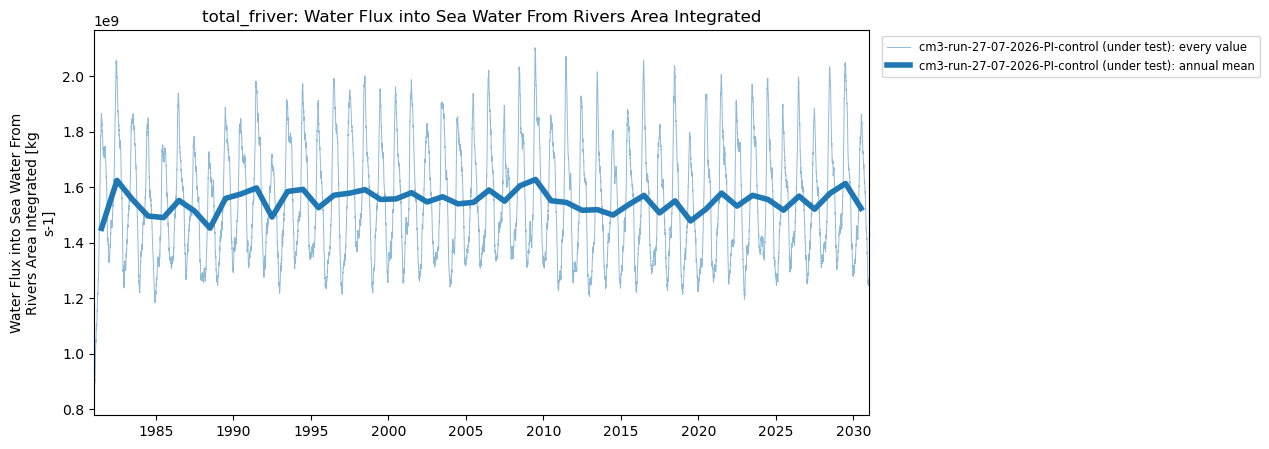 total_friver: Water Flux into Sea Water From Rivers Area Integrated
1e9
cm3-run-27-07-2026-PI-control (under test): every value
cm3-run-27-07-2026-PI-control (under test): annual mean
Water Flux into Sea Water From
Rivers Area Integrated [kg
s-1]
2.0
1.8
1.6
1.4
1.2
1.0
0.8
1985
1990
1995
2000
2005
2010
2015
2020
2025
2030